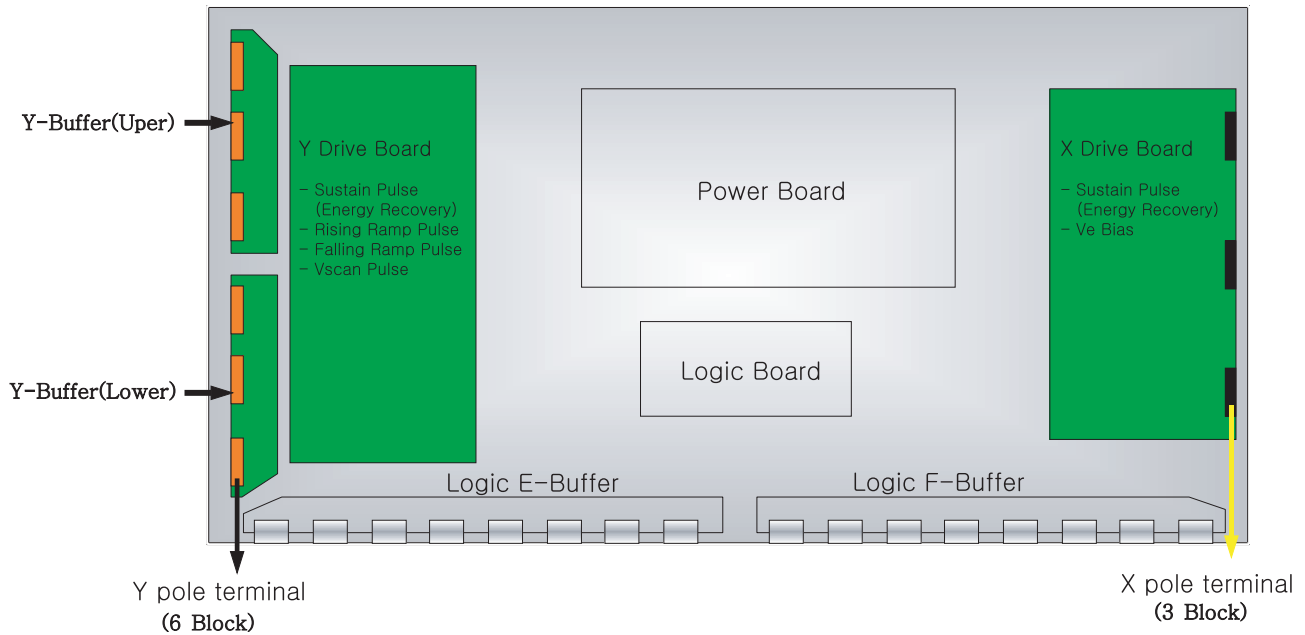 Y-Buffer(Uper)
Y Drive Board
- Sustain Pulse
(Energy Recovery)
- Rising Ramp Pulse
- Falling Ramp Pulse
- Vscan Pulse
Power Board
X Drive Board
- Sustain Pulse
(Energy Recovery)
- Ve Bias
Logic Board
Y-Buffer(Lower)
Logic E-Buffer
Logic F-Buffer
Y pole terminal
(6 Block)
X pole terminal
(3 Block)